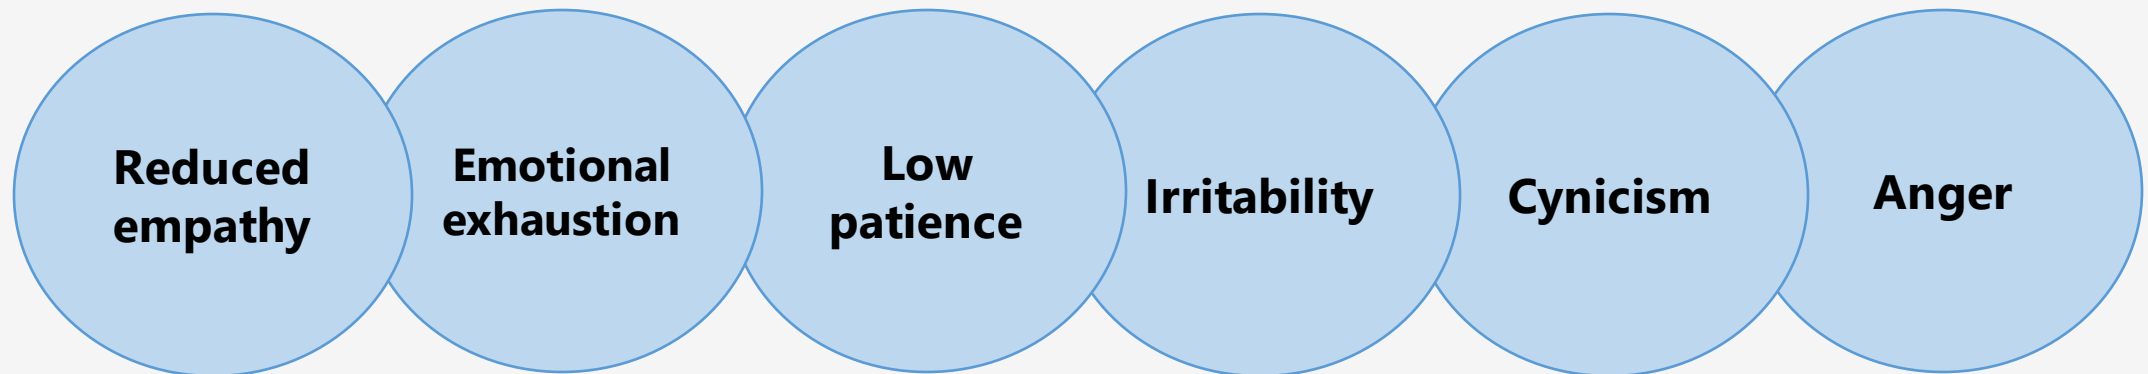 Reduced
empathy
Emotional
exhaustion
Low
patience
Irritability
Cynicism
Anger